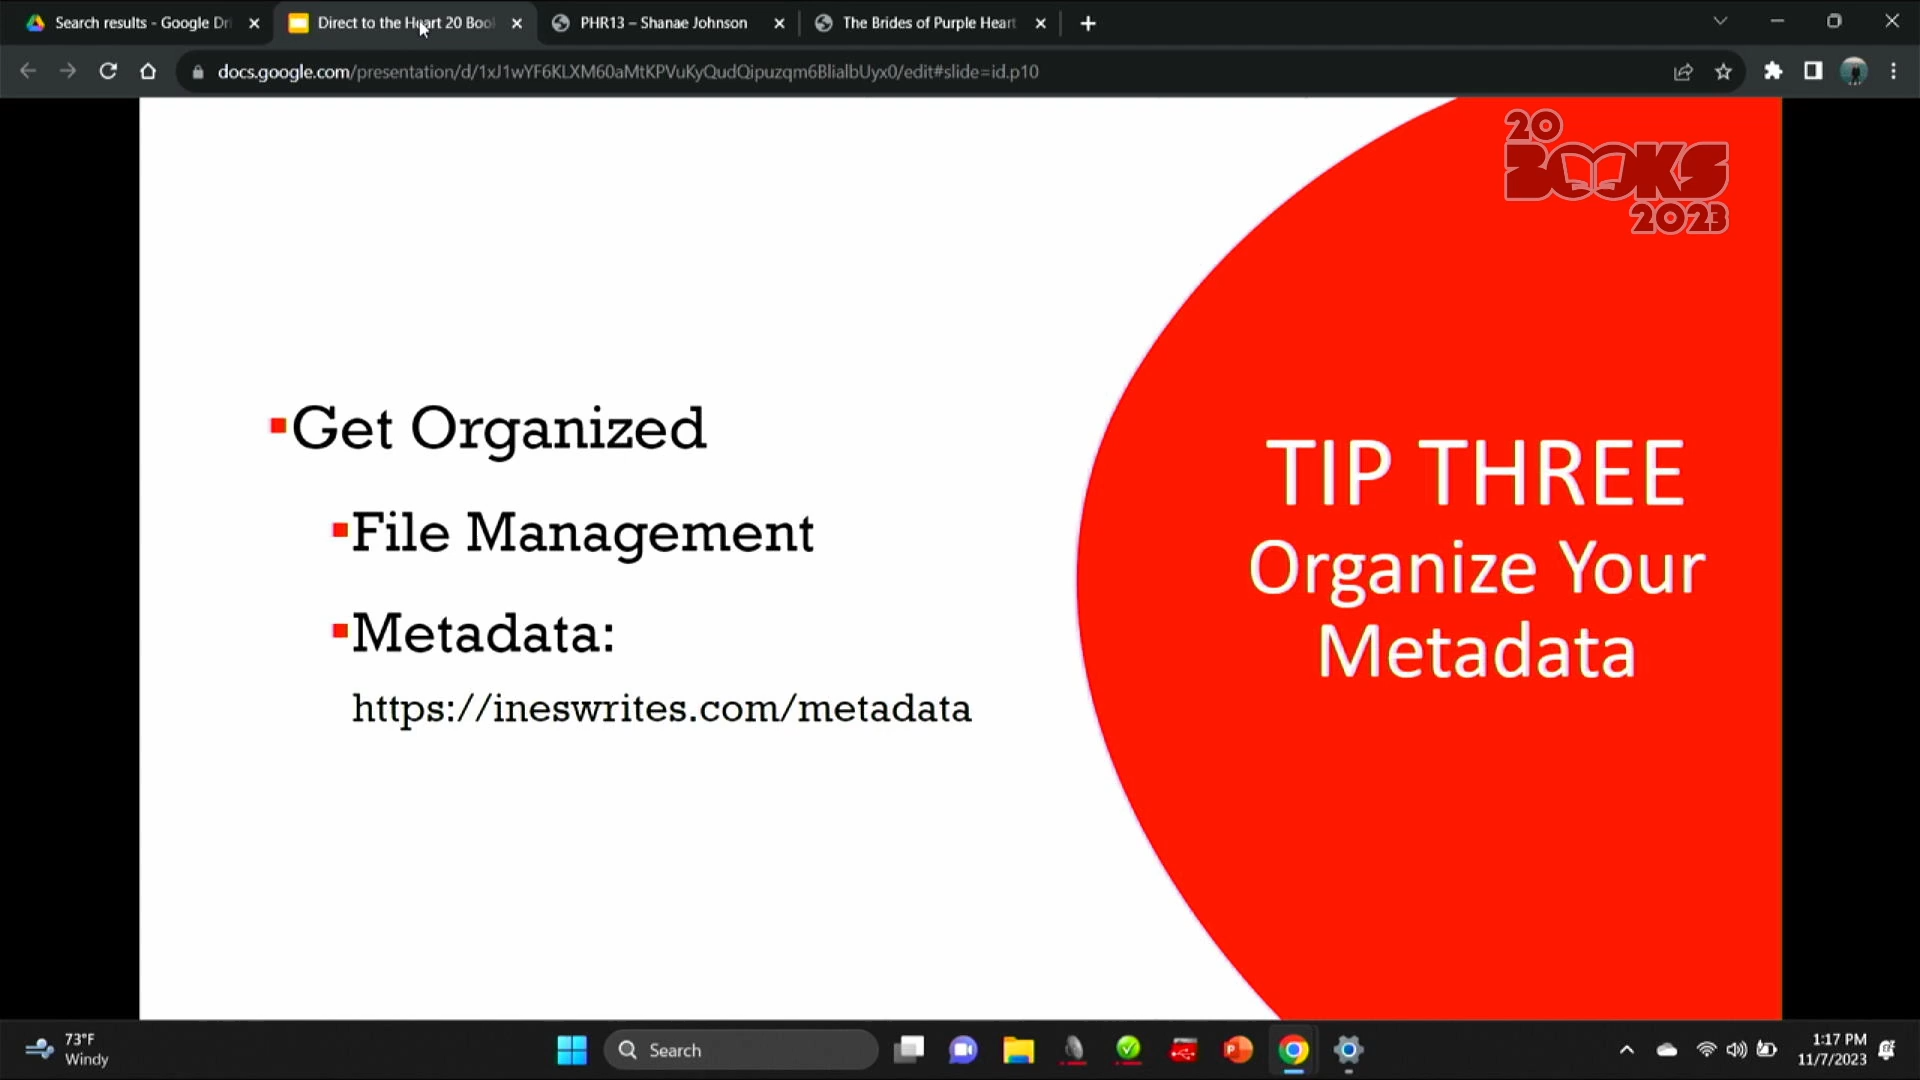 Search results - Google Dri
Direct to the Heart 20 Boo
PHR13 – Shanae Johnson
The Brides of Purple Heart
docs.google.com/presentation/d/1xJ1wYF6KLXM60aMtKPVuKyQudQipuzqm6BlialbUyx0/edit#slide=id.p10
20
BOOKS
2023
Get Organized
File Management
Metadata:
https://ineswrites.com/metadata
TIP THREE
Organize Your
Metadata
73°F
Windy
Search
1:17 PM
11/7/2023